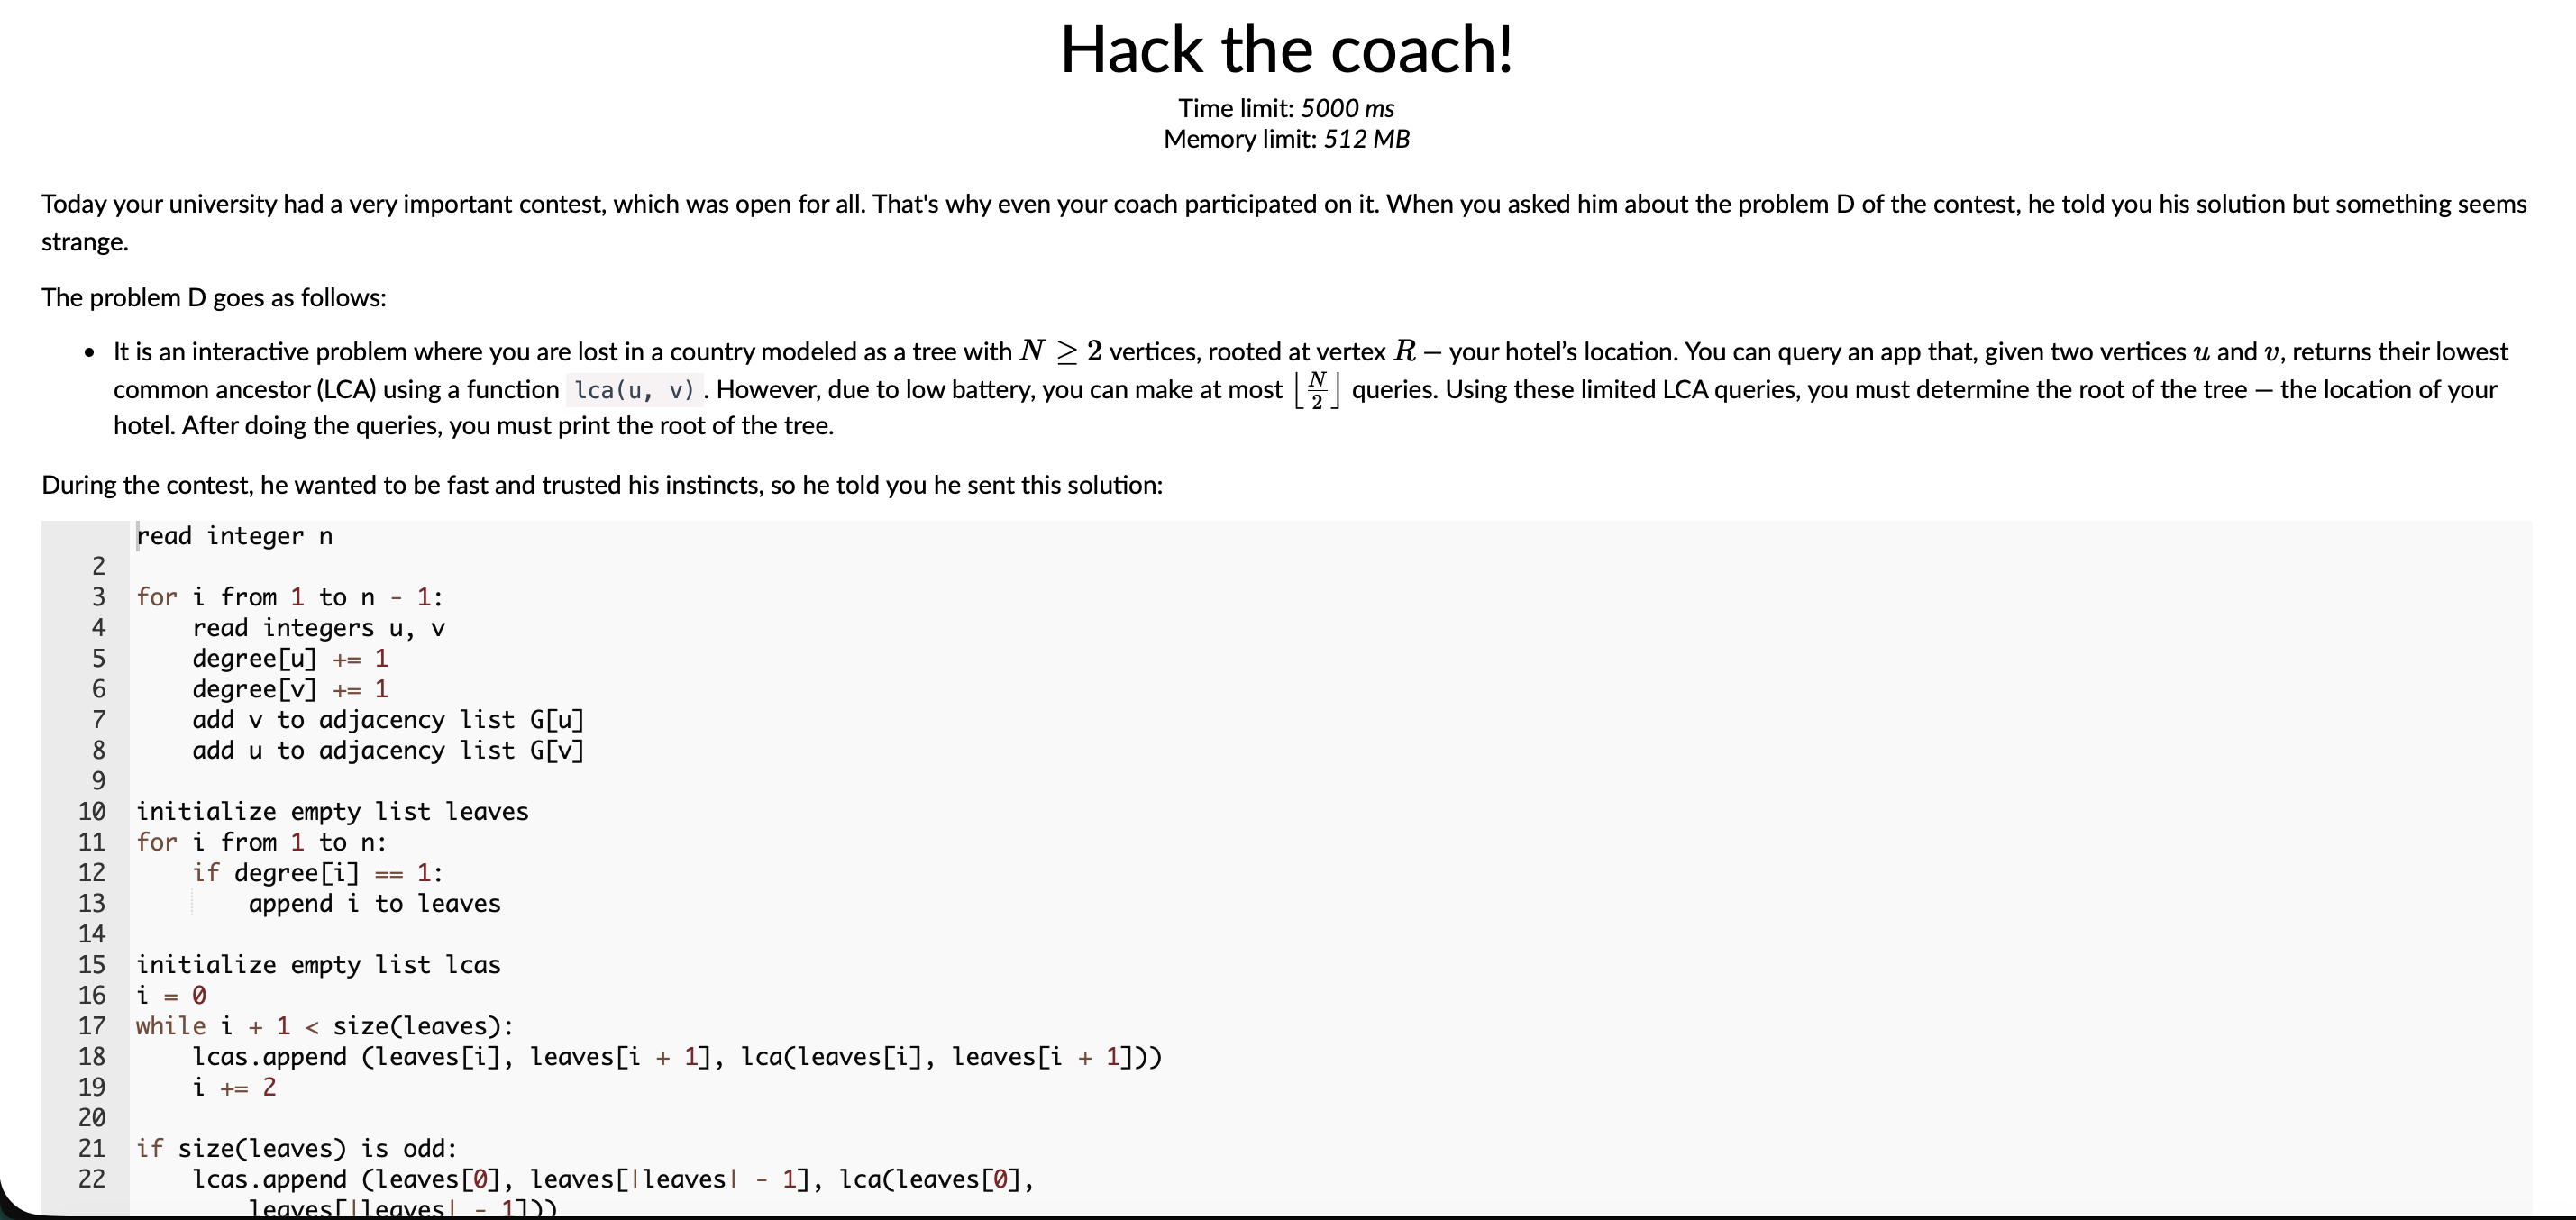 Hack the coach!
Time limit: 5000 ms
Memory limit: 512 MB
Today your university had a very important contest, which was open for all. That's why even your coach participated on it. When you asked him about the problem D of the contest, he told you his solution but something seems
strange.
The problem D goes as follows:
• It is an interactive problem where you are lost in a country modeled as a tree with N ≥ 2 vertices, rooted at vertex R – your hotel’s location. You can query an app that, given two vertices u and v, returns their lowest
common ancestor (LCA) using a function lca(u, v) . However, due to low battery, you can make at most ⌊N/2⌋ queries. Using these limited LCA queries, you must determine the root of the tree – the location of your
hotel. After doing the queries, you must print the root of the tree.
During the contest, he wanted to be fast and trusted his instincts, so he told you he sent this solution:
read integer n
2
3 for i from 1 to n - 1:
4     read integers u, v
5     degree[u] += 1
6     degree[v] += 1
7     add v to adjacency list G[u]
8     add u to adjacency list G[v]
9
10 initialize empty list leaves
11 for i from 1 to n:
12     if degree[i] == 1:
13         append i to leaves
14
15 initialize empty list lcas
16 i = 0
17 while i + 1 < size(leaves):
18     lcas.append (leaves[i], leaves[i + 1], lca(leaves[i], leaves[i + 1]))
19     i += 2
20
21 if size(leaves) is odd:
22     lcas.append (leaves[0], leaves[|leaves| - 1], lca(leaves[0],
        leaves[|leaves| - 1]))